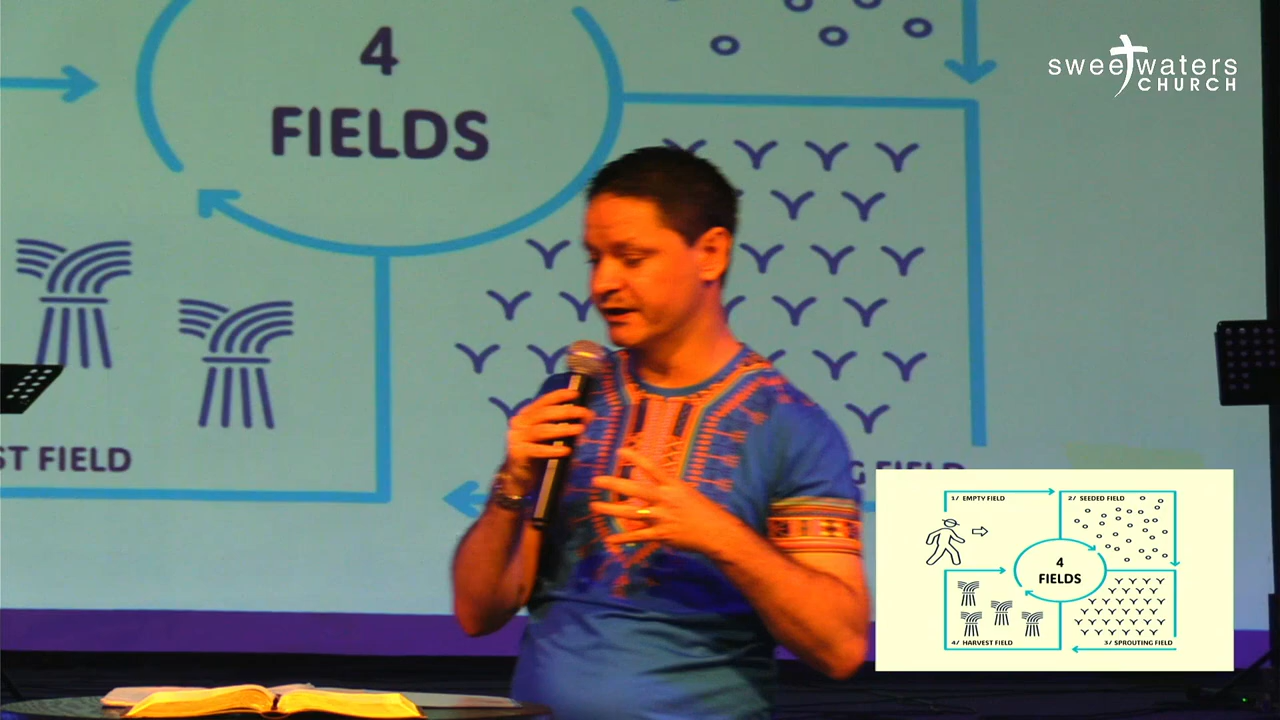 4
FIELDS
sweetwaters
CHURCH
ST FIELD
G FIELD
1/ EMPTY FIELD
2/ SEEDED FIELD
4
FIELDS
4/ HARVEST FIELD
3/ SPROUTING FIELD